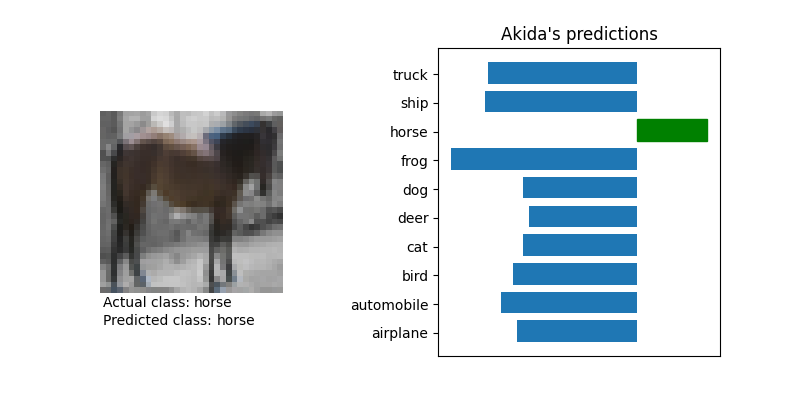 Akida's predictions
truck
ship
horse
frog
dog
deer
cat
bird
automobile
airplane
Actual class: horse
Predicted class: horse